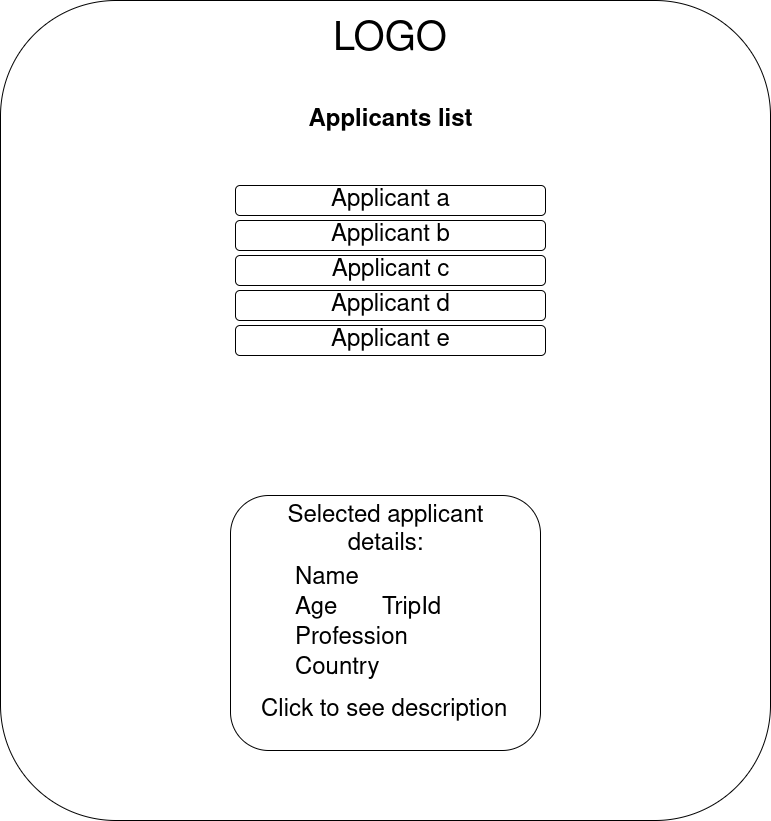 LOGO
Applicants list
Applicant a
Applicant b
Applicant c
Applicant d
Applicant e
Selected applicant
details:
Name
Age TripId
Profession
Country
Click to see description